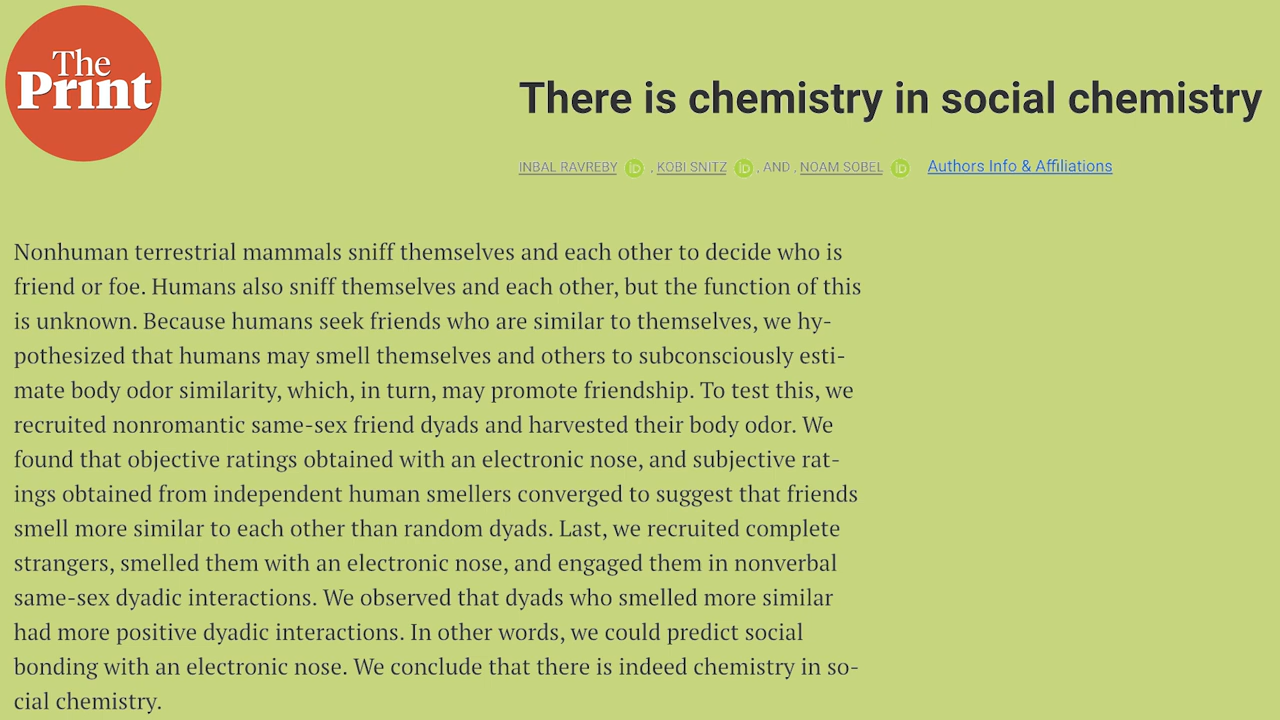 The
Print
There is chemistry in social chemistry
INBAL RAVREBY iD , KOBI SNITZ iD , AND , NOAM SOBEL iD Authors Info & Affiliations
Nonhuman terrestrial mammals sniff themselves and each other to decide who is
friend or foe. Humans also sniff themselves and each other, but the function of this
is unknown. Because humans seek friends who are similar to themselves, we hy-
pothesized that humans may smell themselves and others to subconsciously esti-
mate body odor similarity, which, in turn, may promote friendship. To test this, we
recruited nonromantic same-sex friend dyads and harvested their body odor. We
found that objective ratings obtained with an electronic nose, and subjective rat-
ings obtained from independent human smellers converged to suggest that friends
smell more similar to each other than random dyads. Last, we recruited complete
strangers, smelled them with an electronic nose, and engaged them in nonverbal
same-sex dyadic interactions. We observed that dyads who smelled more similar
had more positive dyadic interactions. In other words, we could predict social
bonding with an electronic nose. We conclude that there is indeed chemistry in so-
cial chemistry.